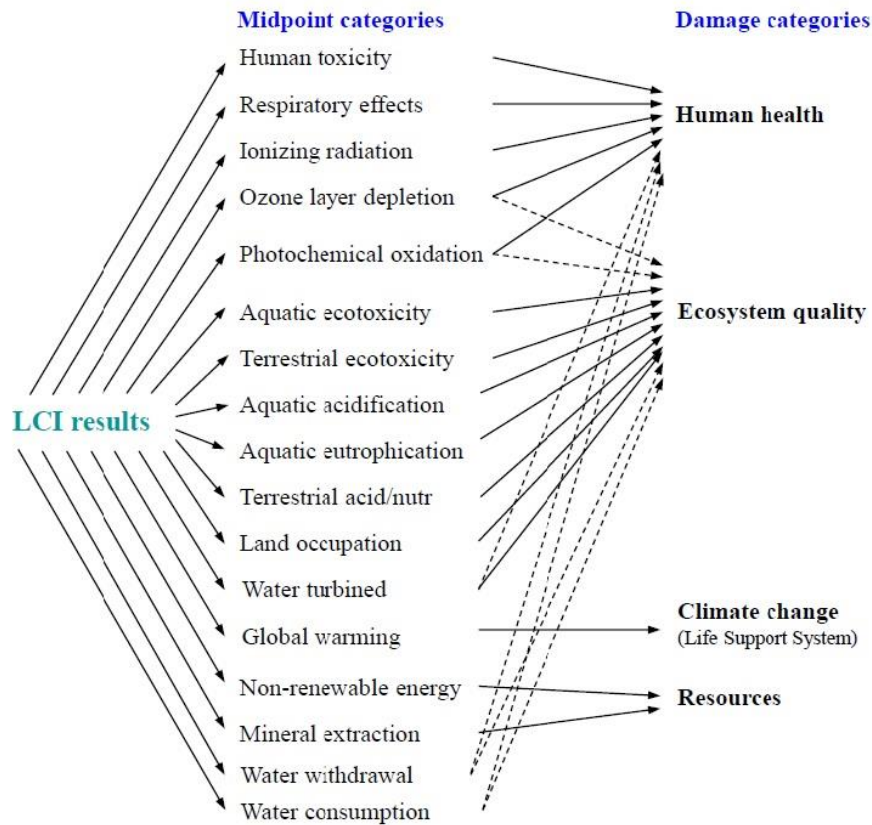 Midpoint categories
Damage categories
Human toxicity
Respiratory effects
Human health
Ionizing radiation
Ozone layer depletion
Photochemical oxidation
Aquatic ecotoxicity
Ecosystem quality
Terrestrial ecotoxicity
Aquatic acidification
LCI results
Aquatic eutrophication
Terrestrial acid/nutr
Land occupation
Water turbined
Climate change
Global warming
(Life Support System)
Non-renewable energy
Resources
Mineral extraction
Water withdrawal
Water consumption